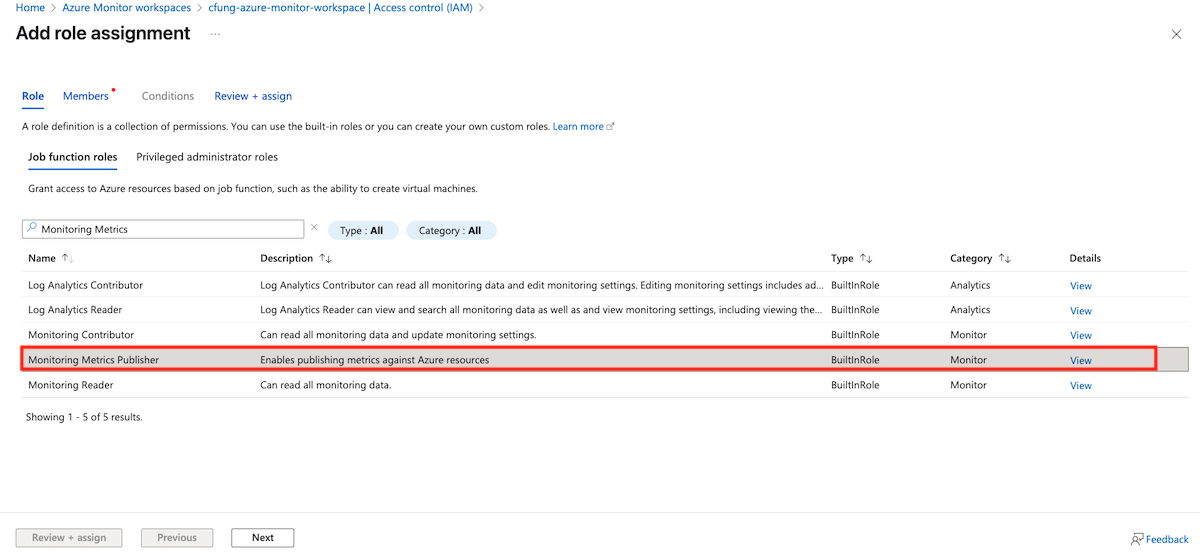 Home > Azure Monitor workspaces > cfung-azure-monitor-workspace | Access control (IAM) >
Add role assignment ...
Role Members Conditions Review + assign
A role definition is a collection of permissions. You can use the built-in roles or you can create your own custom roles. Learn more
Job function roles Privileged administrator roles
Grant access to Azure resources based on job function, such as the ability to create virtual machines.
Monitoring Metrics Type : All Category : All
Name Description Type Category Details
Log Analytics Contributor Log Analytics Contributor can read all monitoring data and edit monitoring settings. Editing monitoring settings includes ad... BuiltInRole Analytics View
Log Analytics Reader Log Analytics Reader can view and search all monitoring data as well as and view monitoring settings, including viewing the... BuiltInRole Analytics View
Monitoring Contributor Can read all monitoring data and update monitoring settings. BuiltInRole Monitor View
Monitoring Metrics Publisher Enables publishing metrics against Azure resources BuiltInRole Monitor View
Monitoring Reader Can read all monitoring data. BuiltInRole Monitor View
Showing 1 - 5 of 5 results.
Review + assign Previous Next Feedback